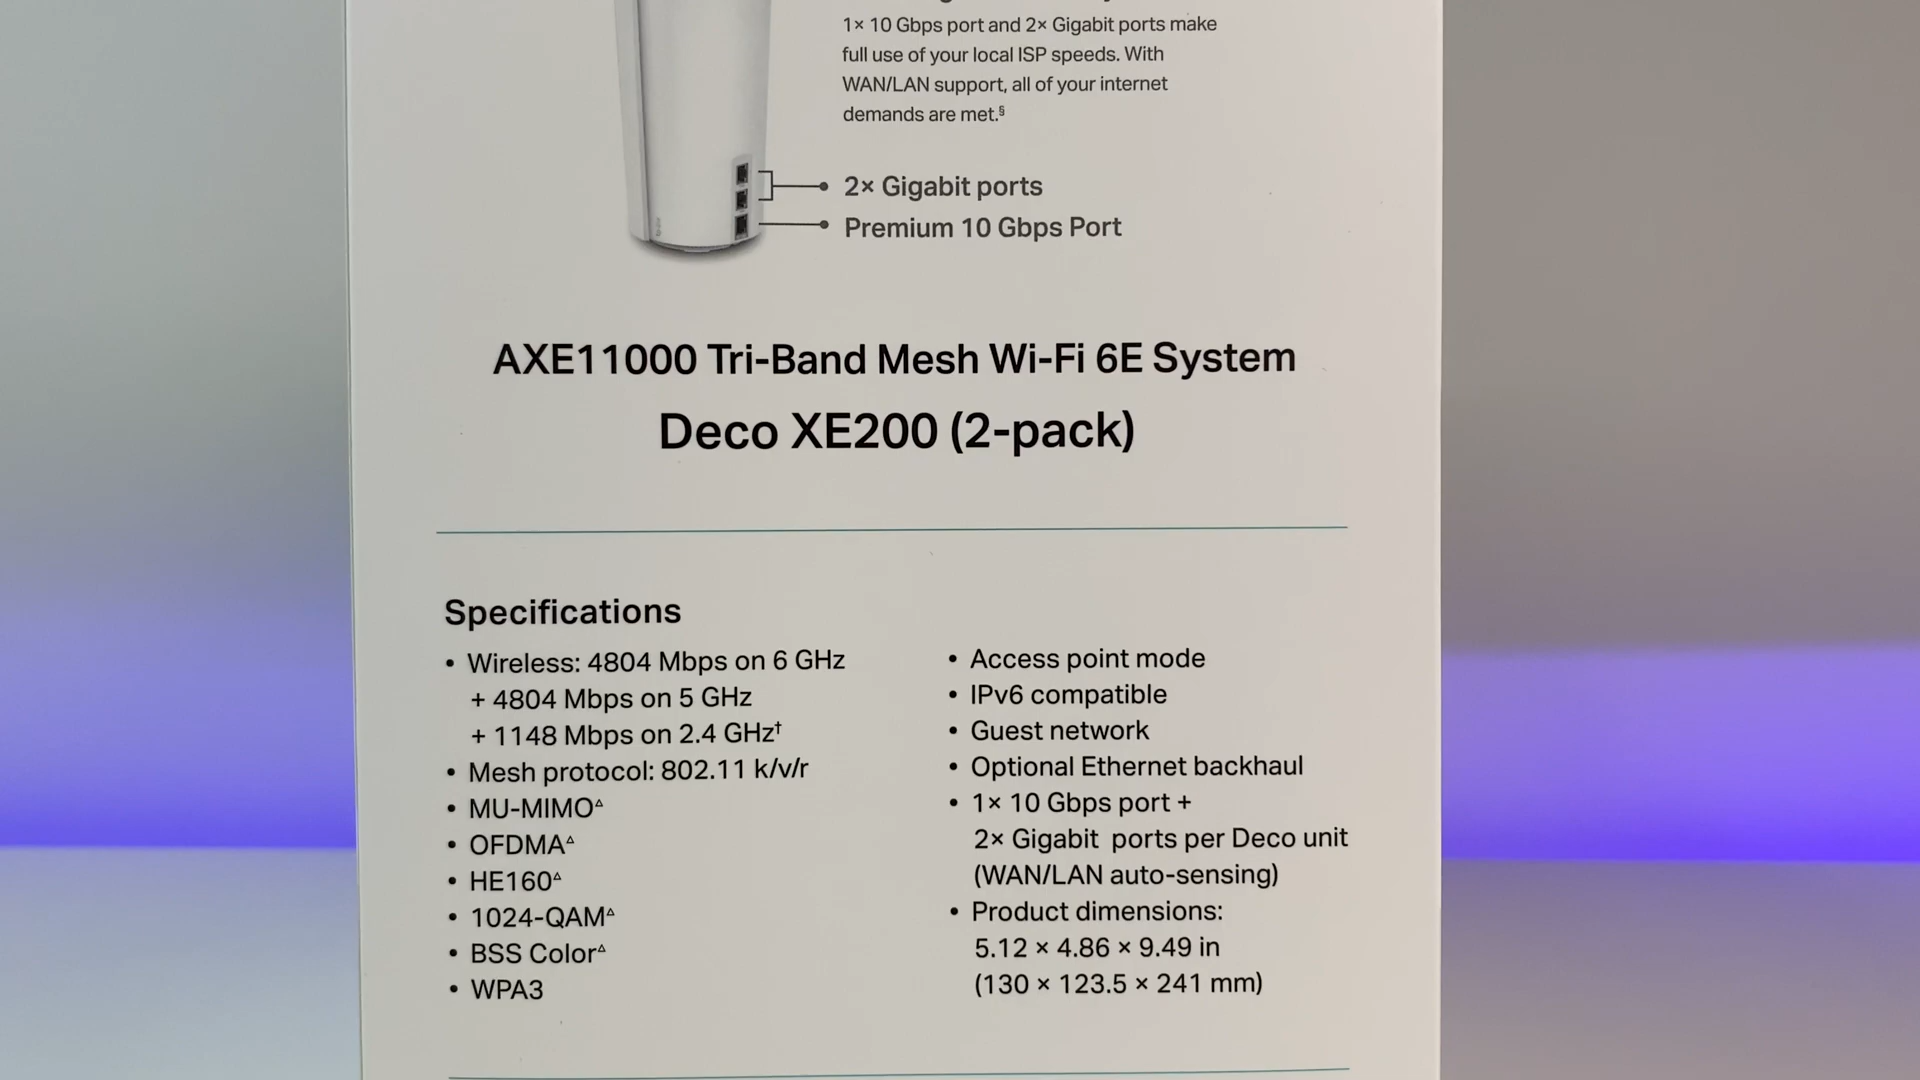 1× 10 Gbps port and 2× Gigabit ports make
full use of your local ISP speeds. With
WAN/LAN support, all of your internet
demands are met.§
2× Gigabit ports
Premium 10 Gbps Port
AXE11000 Tri-Band Mesh Wi-Fi 6E System
Deco XE200 (2-pack)
Specifications
• Wireless: 4804 Mbps on 6 GHz
+ 4804 Mbps on 5 GHz
+ 1148 Mbps on 2.4 GHz†
• Mesh protocol: 802.11 k/v/r
• MU-MIMO△
• OFDMA△
• HE160△
• 1024-QAM△
• BSS Color△
• WPA3
• Access point mode
• IPv6 compatible
• Guest network
• Optional Ethernet backhaul
• 1× 10 Gbps port +
2× Gigabit ports per Deco unit
(WAN/LAN auto-sensing)
• Product dimensions:
5.12 × 4.86 × 9.49 in
(130 × 123.5 × 241 mm)